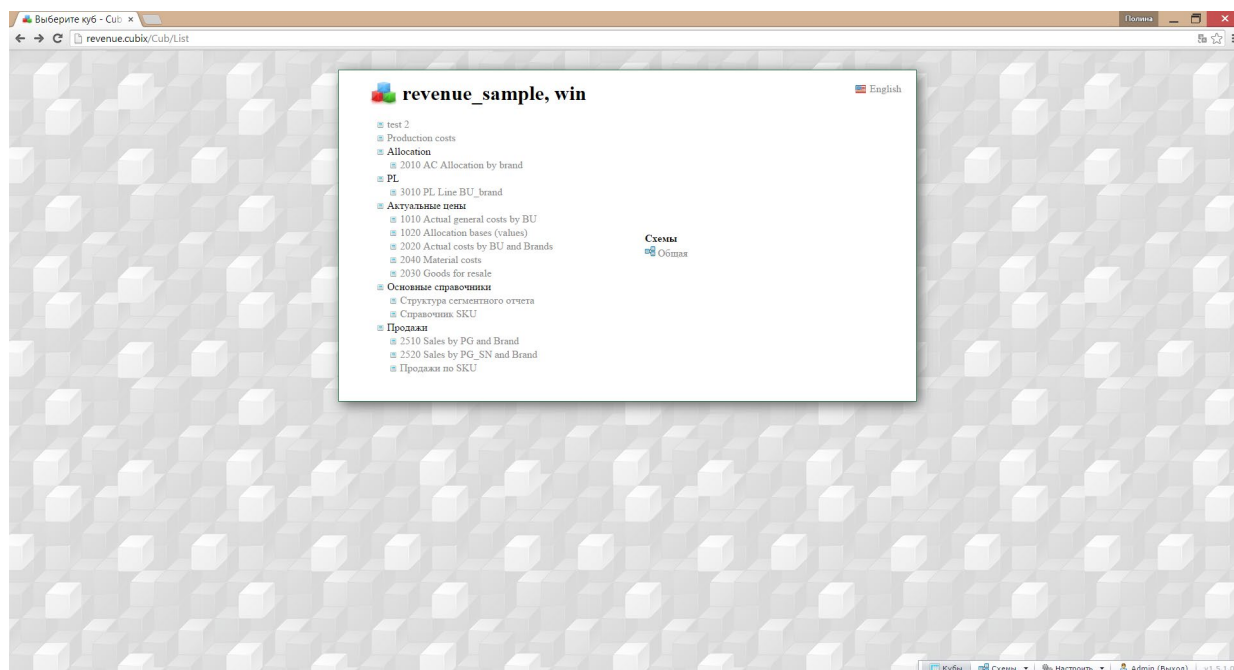 Выберите куб - Cub
Полина
revenue.cubix/Cub/List
revenue_sample, win
English
test 2
Production costs
Allocation
2010 AC Allocation by brand
PL
3010 PL Line BU_brand
Актуальные цены
1010 Actual general costs by BU
1020 Allocation bases (values)
2020 Actual costs by BU and Brands
2040 Material costs
2030 Goods for resale
Основные справочники
Структура сегментного отчета
Справочник SKU
Продажи
2510 Sales by PG and Brand
2520 Sales by PG_SN and Brand
Продажи по SKU
Схемы
Общая
Кубы Схемы Настроить Admin (Выход) v1.5.1.0